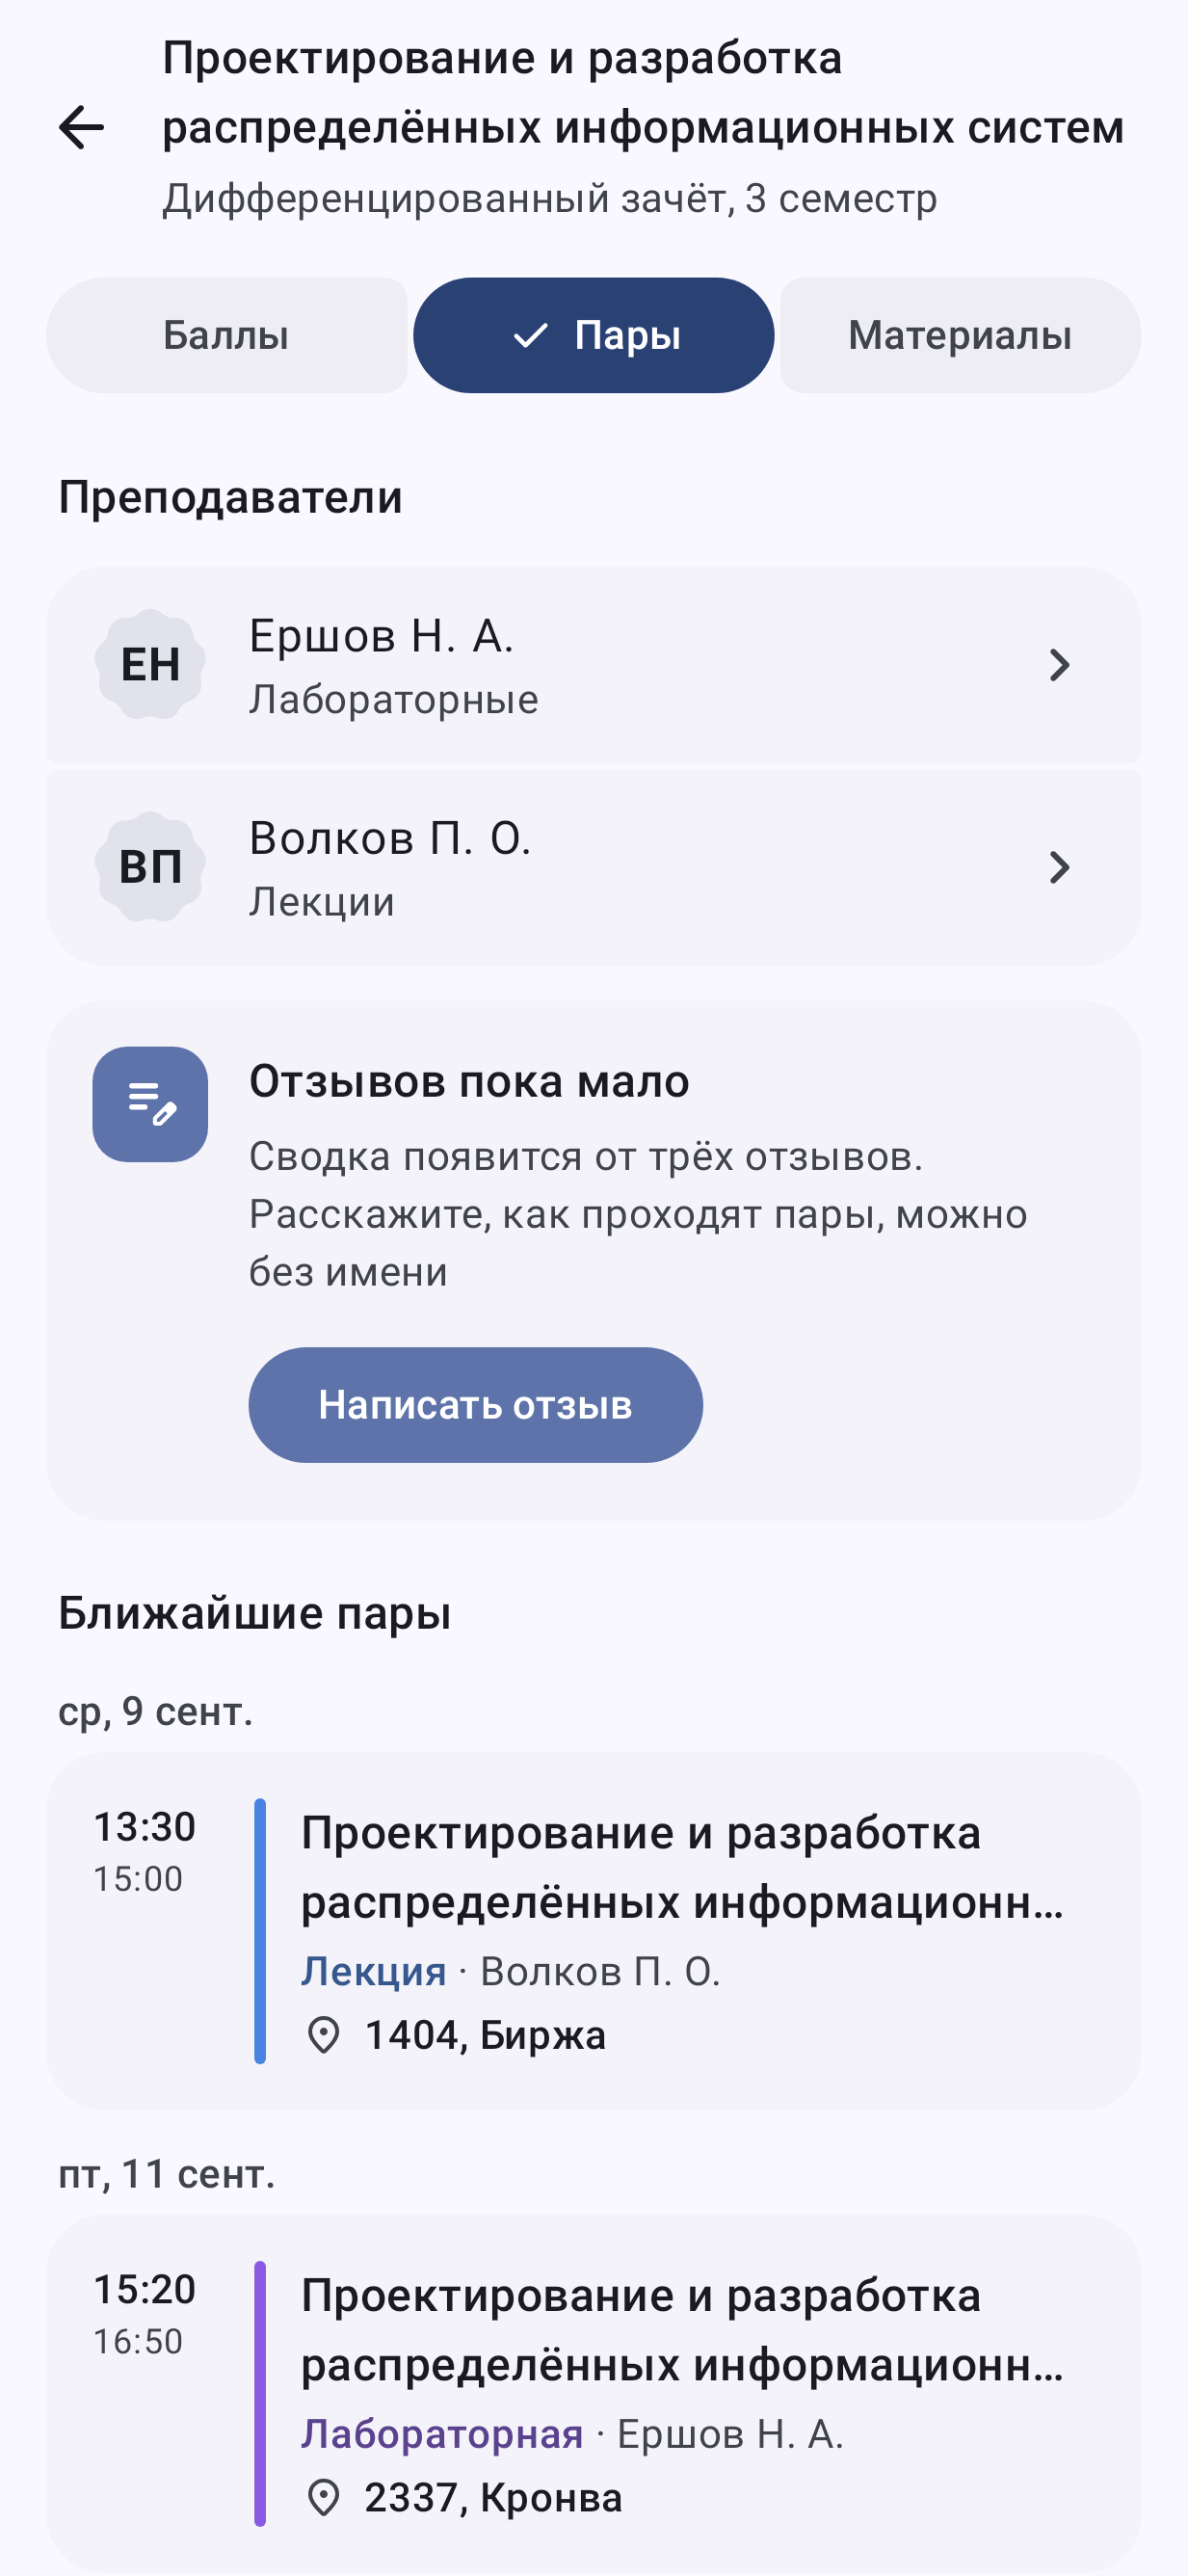 Проектирование и разработка
распределённых информационных систем
Дифференцированный зачёт, 3 семестр
Баллы
Пары
Материалы
Преподаватели
ЕН
Ершов Н. А.
Лабораторные
ВП
Волков П. О.
Лекции
Отзывов пока мало
Сводка появится от трёх отзывов.
Расскажите, как проходят пары, можно
без имени
Написать отзыв
Ближайшие пары
ср, 9 сент.
13:30
15:00
Проектирование и разработка
распределённых информационн…
Лекция · Волков П. О.
1404, Биржа
пт, 11 сент.
15:20
16:50
Проектирование и разработка
распределённых информационн…
Лабораторная · Ершов Н. А.
2337, Кронва